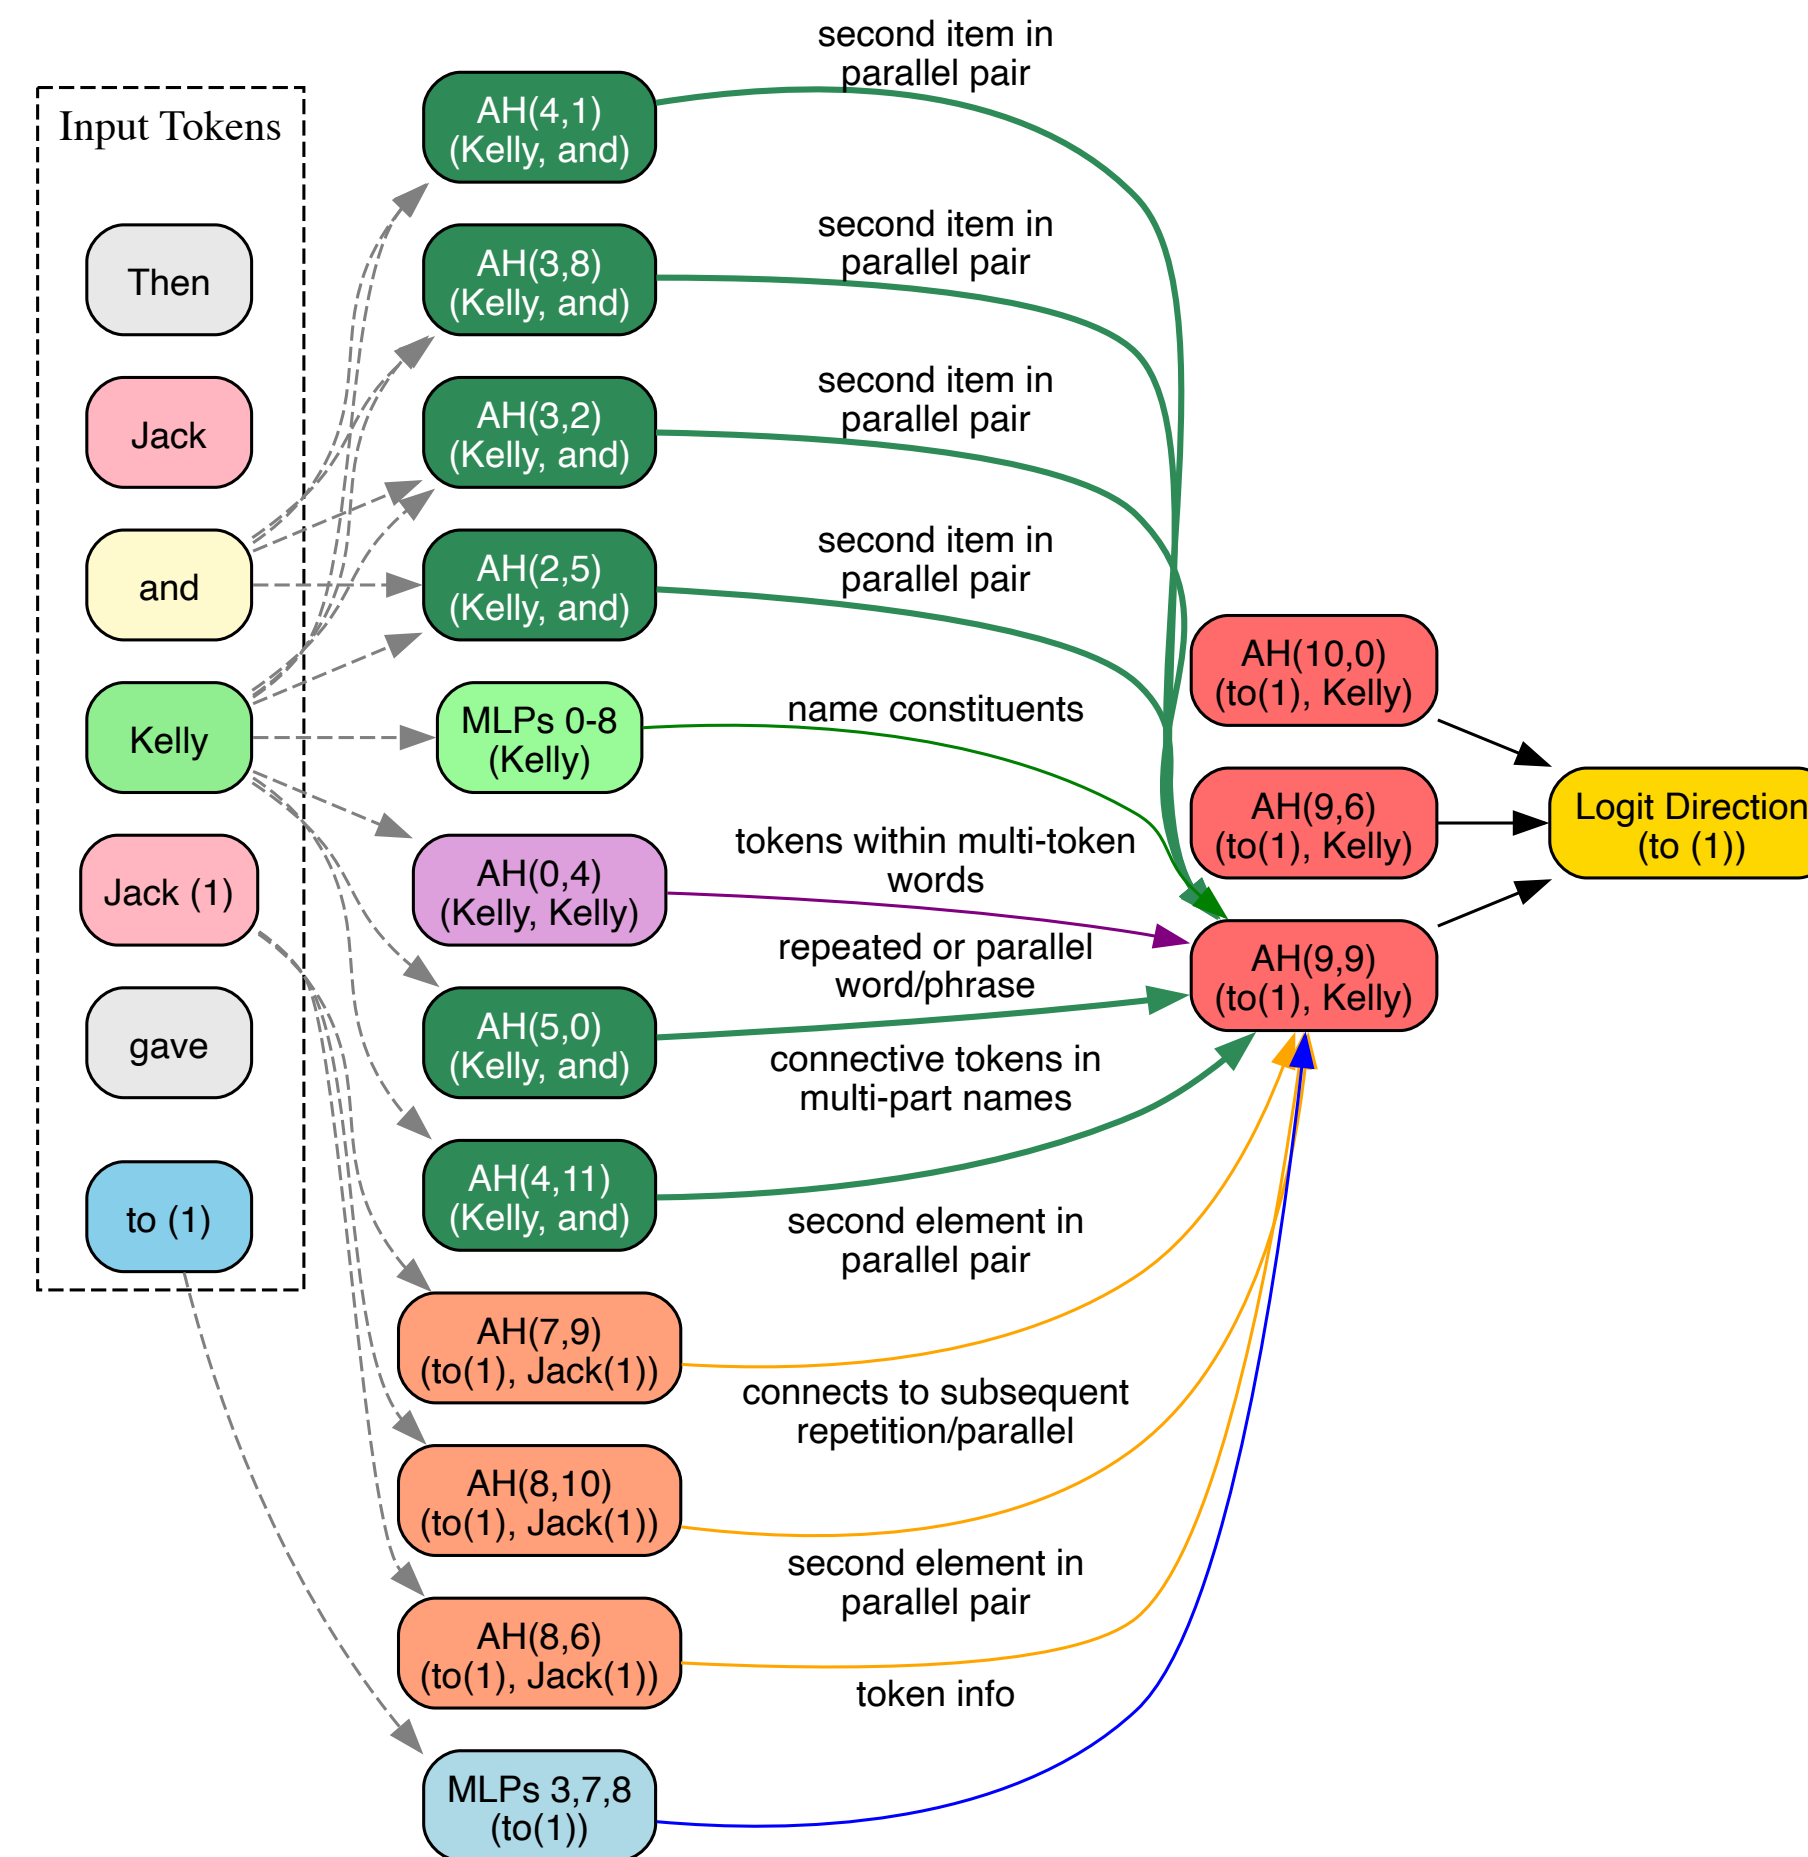 Input Tokens
Then
Jack
and
Kelly
Jack (1)
gave
to (1)
AH(4,1)
(Kelly, and)
AH(3,8)
(Kelly, and)
AH(3,2)
(Kelly, and)
AH(2,5)
(Kelly, and)
MLPs 0-8
(Kelly)
AH(0,4)
(Kelly, Kelly)
AH(5,0)
(Kelly, and)
AH(4,11)
(Kelly, and)
AH(7,9)
(to(1), Jack(1))
AH(8,10)
(to(1), Jack(1))
AH(8,6)
(to(1), Jack(1))
MLPs 3,7,8
(to(1))
second item in
parallel pair
second item in
parallel pair
second item in
parallel pair
second item in
parallel pair
name constituents
tokens within multi-token
words
repeated or parallel
word/phrase
connective tokens in
multi-part names
second element in
parallel pair
connects to subsequent
repetition/parallel
second element in
parallel pair
token info
AH(10,0)
(to(1), Kelly)
AH(9,6)
(to(1), Kelly)
AH(9,9)
(to(1), Kelly)
Logit Direction
(to (1))